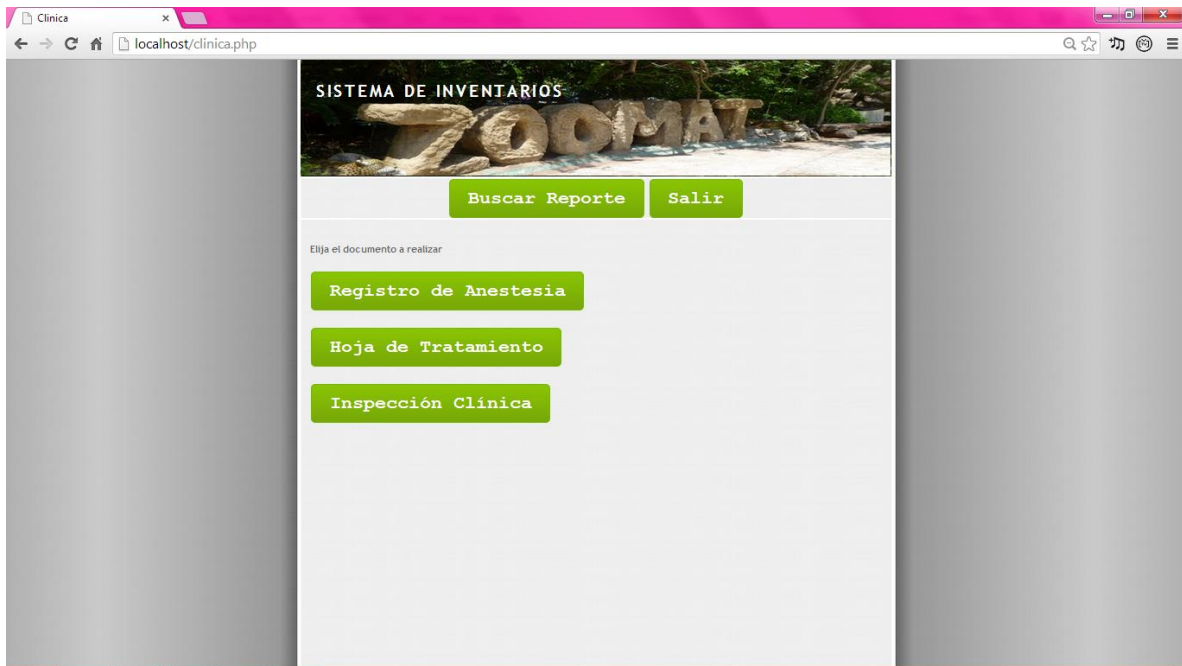 Clinica
localhost/clinica.php
SISTEMA DE INVENTARIOS
ZOOMAT
Buscar Reporte
Salir
Elija el documento a realizar
Registro de Anestesia
Hoja de Tratamiento
Inspección Clínica